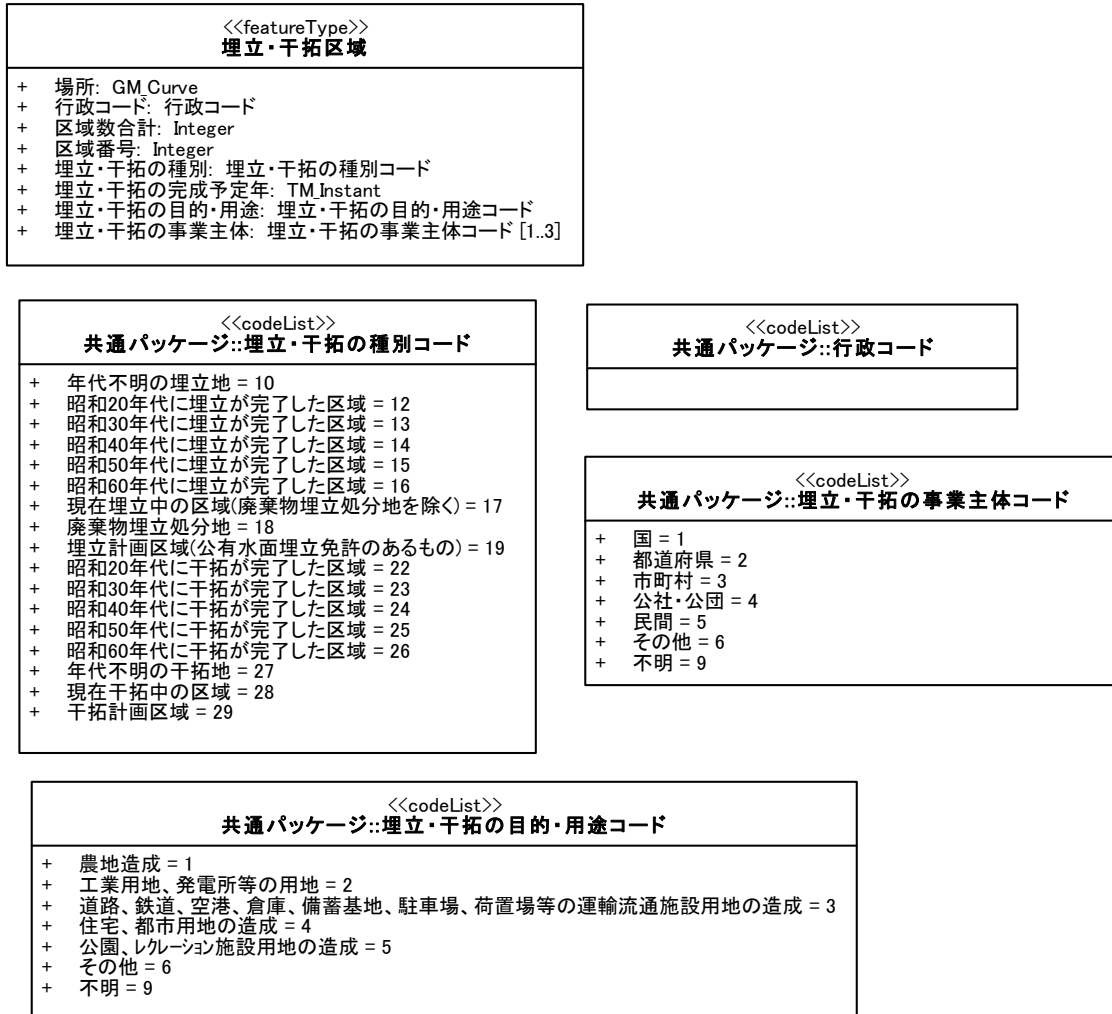 <<featureType>>
埋立・干拓区域
+ 場所: GM_Curve
+ 行政コード: 行政コード
+ 区域数合計: Integer
+ 区域番号: Integer
+ 埋立・干拓の種別: 埋立・干拓の種別コード
+ 埋立・干拓の完成予定年: TM_Instant
+ 埋立・干拓の目的・用途: 埋立・干拓の目的・用途コード
+ 埋立・干拓の事業主体: 埋立・干拓の事業主体コード [1..3]
<<codeList>>
共通パッケージ::埋立・干拓の種別コード
+ 年代不明の埋立地 = 10
+ 昭和20年代に埋立が完了した区域 = 12
+ 昭和30年代に埋立が完了した区域 = 13
+ 昭和40年代に埋立が完了した区域 = 14
+ 昭和50年代に埋立が完了した区域 = 15
+ 昭和60年代に埋立が完了した区域 = 16
+ 現在埋立中の区域(廃棄物埋立処分地を除く) = 17
+ 廃棄物埋立処分地 = 18
+ 埋立計画区域(公有水面埋立免許のあるもの) = 19
+ 昭和20年代に干拓が完了した区域 = 22
+ 昭和30年代に干拓が完了した区域 = 23
+ 昭和40年代に干拓が完了した区域 = 24
+ 昭和50年代に干拓が完了した区域 = 25
+ 昭和60年代に干拓が完了した区域 = 26
+ 年代不明の干拓地 = 27
+ 現在干拓中の区域 = 28
+ 干拓計画区域 = 29
<<codeList>>
共通パッケージ::行政コード
<<codeList>>
共通パッケージ::埋立・干拓の事業主体コード
+ 国 = 1
+ 都道府県 = 2
+ 市町村 = 3
+ 公社・公団 = 4
+ 民間 = 5
+ その他 = 6
+ 不明 = 9
<<codeList>>
共通パッケージ::埋立・干拓の目的・用途コード
+ 農地造成 = 1
+ 工業用地、発電所等の用地 = 2
+ 道路、鉄道、空港、倉庫、備蓄基地、駐車場、荷置場等の運輸流通施設用地の造成 = 3
+ 住宅、都市用地の造成 = 4
+ 公園、レクレーション施設用地の造成 = 5
+ その他 = 6
+ 不明 = 9